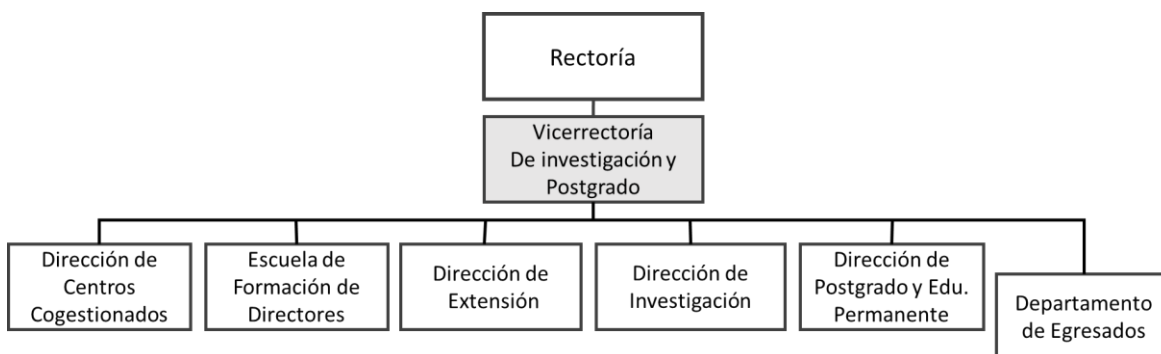 Rectoría
Vicerrectoría
De investigación y
Postgrado
Dirección de
Centros
Cogestionados
Escuela de
Formación de
Directores
Dirección de
Extensión
Dirección de
Investigación
Dirección de
Postgrado y Edu.
Permanente
Departamento
de Egresados